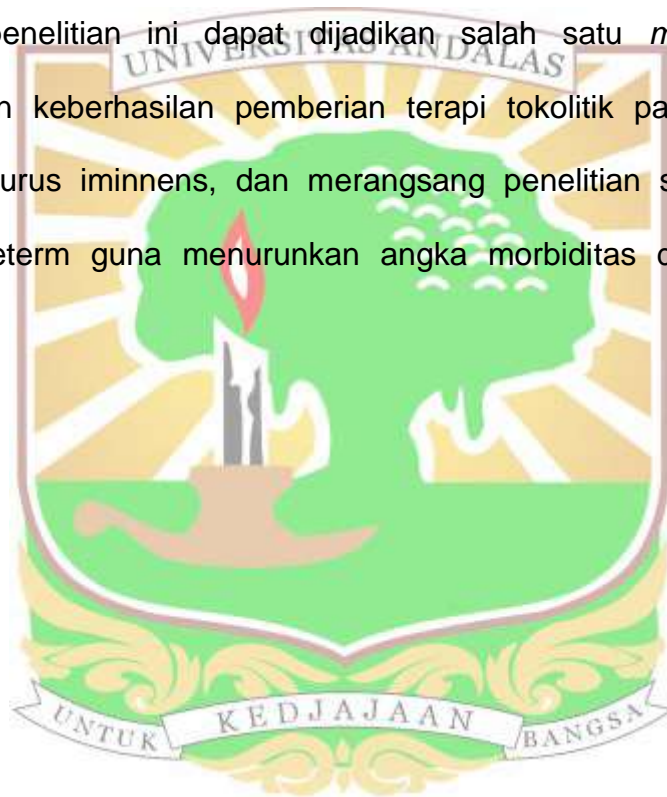 penelitian ini dapat dijadikan salah satu
UNIVERSITAS ANDALAS
keberhasilan pemberian terapi tokolitik
iminnens, dan merangsang penelitian
guna menurunkan angka morbiditas
UNTUK KEDJAJAAN BANGSA